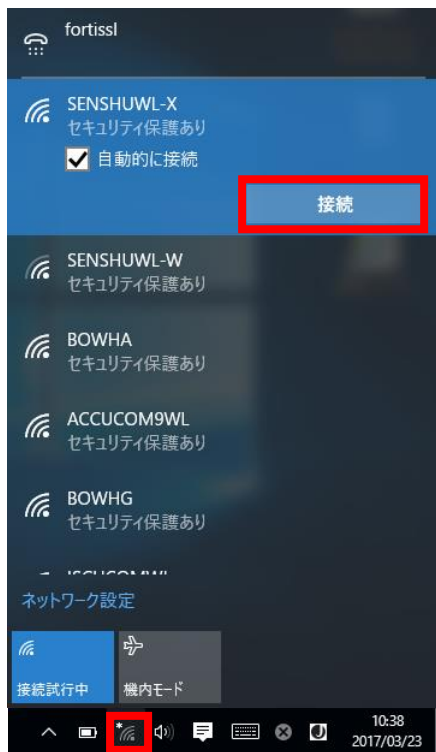 fortissl
SENSHUWL-X
セキュリティ保護あり
自動的に接続
接続
SENSHUWL-W
セキュリティ保護あり
BOWHA
セキュリティ保護あり
ACCUCOM9WL
セキュリティ保護あり
BOWHG
セキュリティ保護あり
ネットワーク設定
接続試行中
機内モード
10:38
2017/03/23